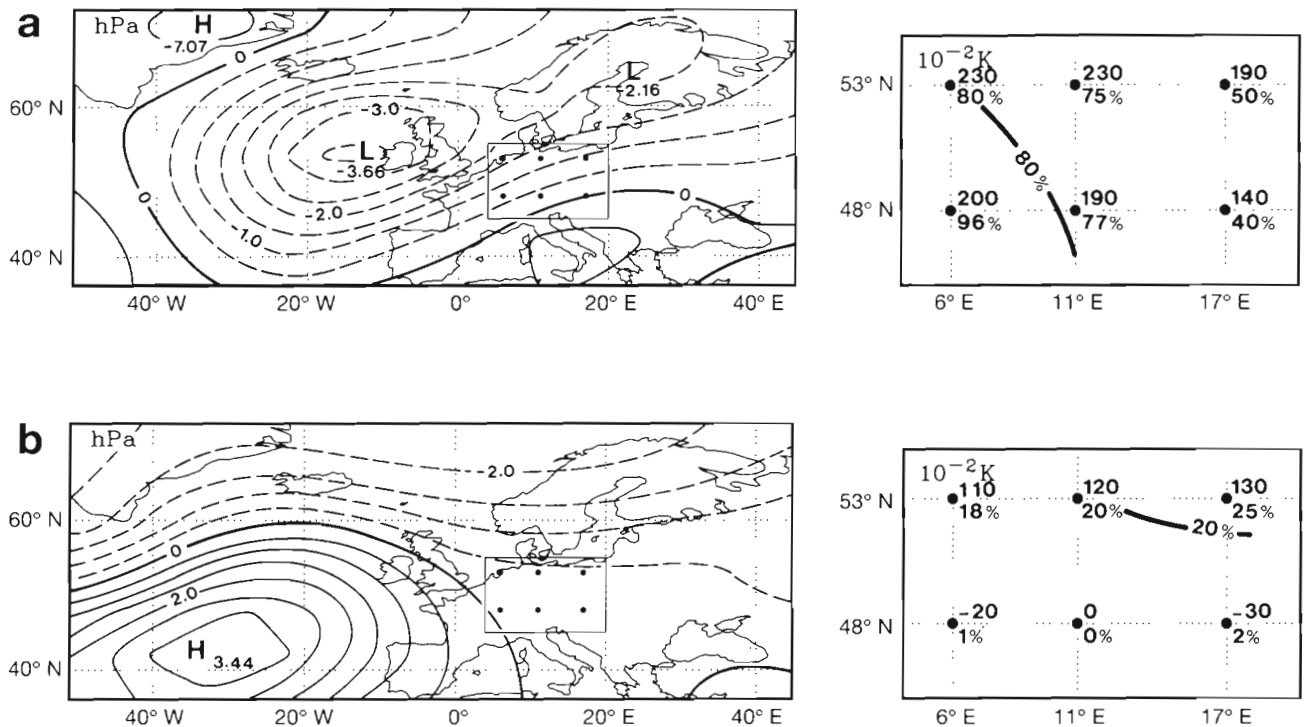 a
hPa
H
-7.07
0
L
-2.16
60° N
-3.0
L
-3.66
0
0
-2.0
-1.0
40° N
40° W
20° W
0°
20° E
40° E
10⁻²K
53° N
230
230
190
80%
75%
50%
80%
48° N
200
190
140
96%
77%
40%
6° E
11° E
17° E
b
hPa
-2.0
60° N
0
2.0
H 3.44
40° N
40° W
20° W
0°
20° E
40° E
10⁻²K
53° N
110
120
130
18%
20%
25%
20%
48° N
-20
0
-30
1%
0%
2%
6° E
11° E
17° E